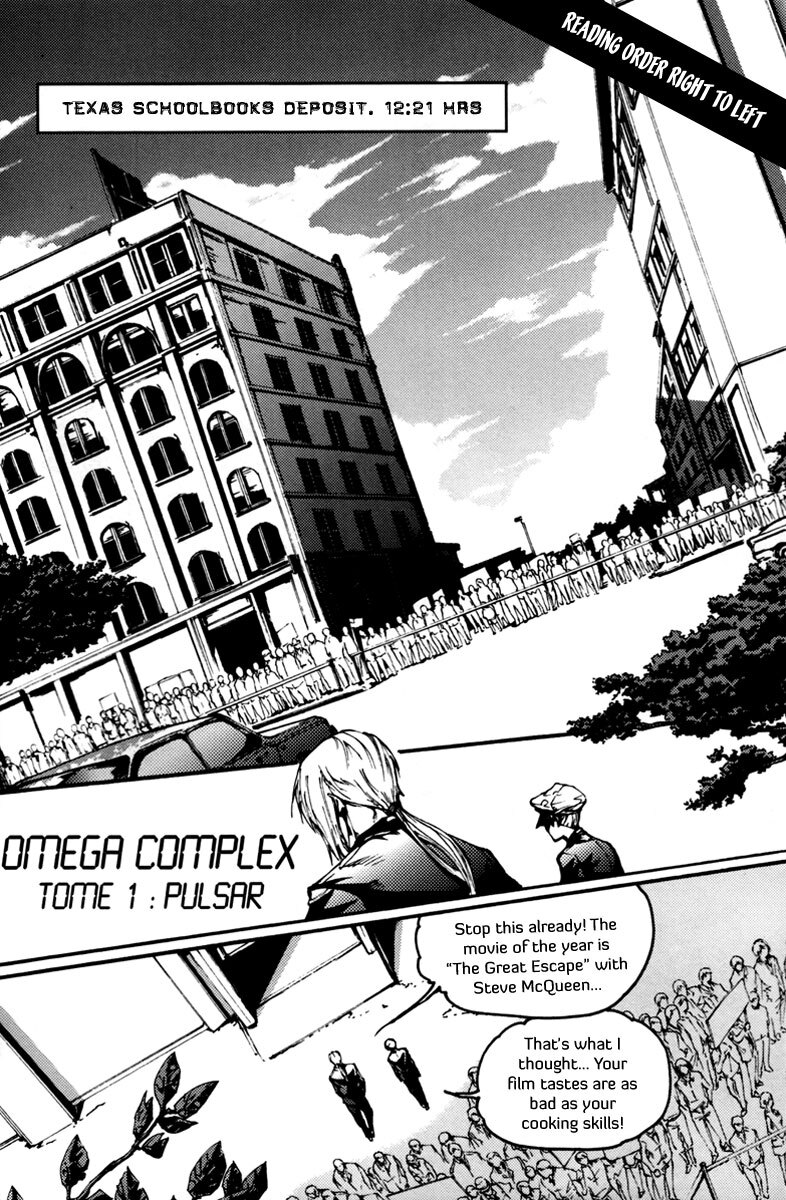 READING ORDER RIGHT TO LEFT
TEXAS SCHOOLBOOKS DEPOSIT. 12:21 HRS
OMEGA COMPLEX
TOME 1 : PULSAR
Stop this already! The
movie of the year is
"The Great Escape" with
Steve McQueen...
That's what I
thought... Your
film tastes are as
bad as your
cooking skills!